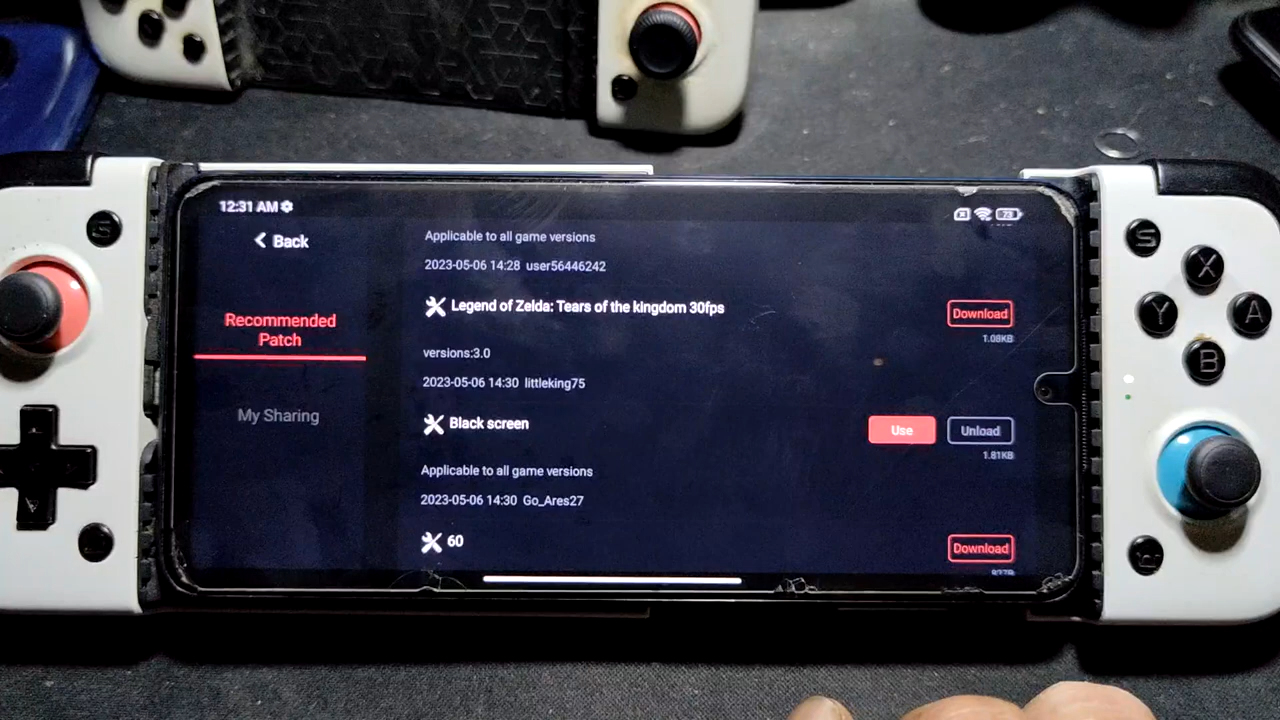 12:31 AM
73
Back
Applicable to all game versions
2023-05-06 14:28 user56446242
Legend of Zelda: Tears of the kingdom 30fps
Download
1.08KB
Recommended
Patch
versions:3.0
2023-05-06 14:30 littleking75
My Sharing
Black screen
Use
Unload
1.81KB
Applicable to all game versions
2023-05-06 14:30 Go_Ares27
60
Download
S
S
X
Y
A
B